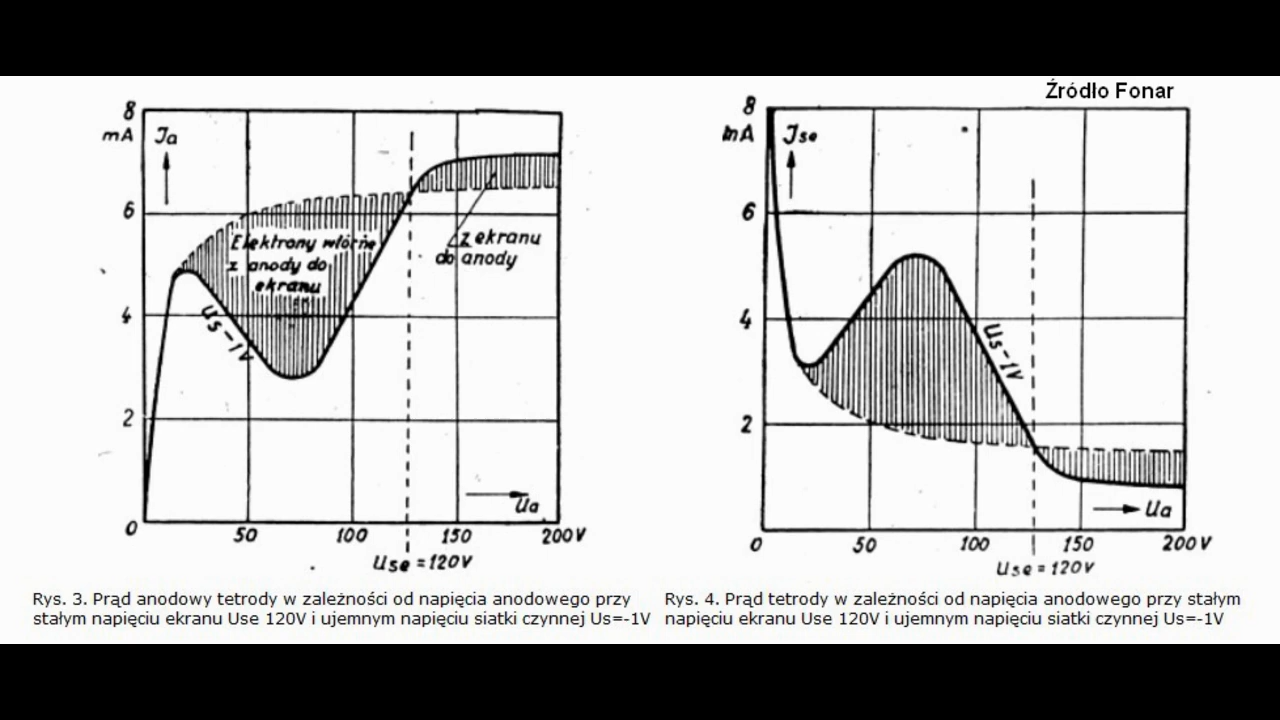 Źródło Fonar
8
mA
Ja
6
4
2
0
Elektrony wtórne
z anody do
ekranu
z ekranu
do anody
Us-1V
Ua
50
100
150
200V
Use=120V
8
mA
Jse
6
4
2
0
Us-1V
Ua
50
100
150
200V
Use=120V
Rys. 3. Prąd anodowy tetrody w zależności od napięcia anodowego przy
stałym napięciu ekranu Use 120V i ujemnym napięciu siatki czynnej Us=-1V
Rys. 4. Prąd tetrody w zależności od napięcia anodowego przy stałym
napięciu ekranu Use 120V i ujemnym napięciu siatki czynnej Us=-1V